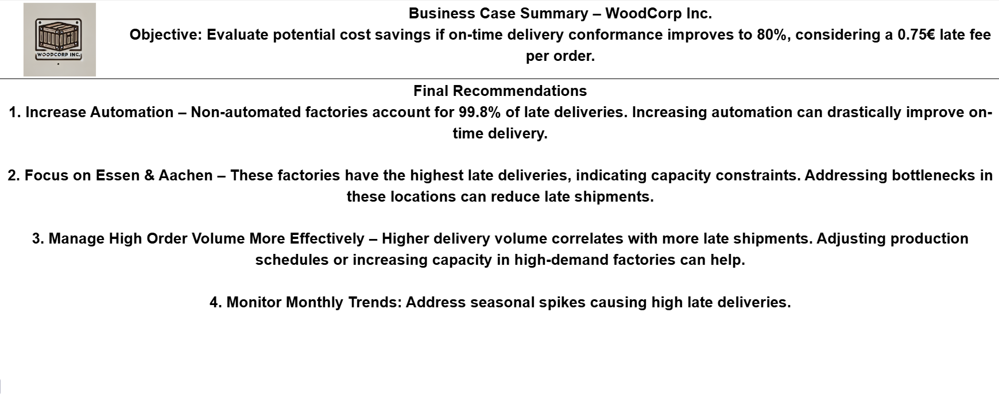 WOODCORP INC.
Business Case Summary – WoodCorp Inc.
Objective: Evaluate potential cost savings if on-time delivery conformance improves to 80%, considering a 0.75€ late fee
per order.
Final Recommendations
1. Increase Automation – Non-automated factories account for 99.8% of late deliveries. Increasing automation can drastically improve on-
time delivery.
2. Focus on Essen & Aachen – These factories have the highest late deliveries, indicating capacity constraints. Addressing bottlenecks in
these locations can reduce late shipments.
3. Manage High Order Volume More Effectively – Higher delivery volume correlates with more late shipments. Adjusting production
schedules or increasing capacity in high-demand factories can help.
4. Monitor Monthly Trends: Address seasonal spikes causing high late deliveries.